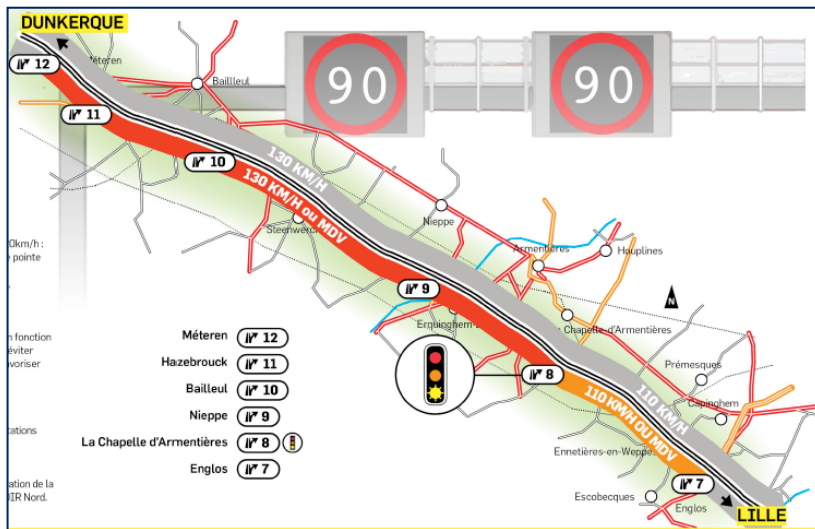 DUNKERQUE
Méteren
12
Bailleul
90
90
11
10
130 KM/H
130 KM/H ou MDV
Steenwerck
Nieppe
Armentières
Houplines
0km/h :
pointe
9
Erquinghem-
Chapelle-d'Armentières
N
n fonction
éviter
avoriser
Méteren 12
Hazebrouck 11
Bailleul 10
Nieppe 9
La Chapelle d'Armentières 8
Englos 7
8
Prémesques
Capinghem
110 KM/H
110 KM/H OU MDV
Ennetières-en-Weppe
tations
7
Escobecques
Englos
ation de la
DIR Nord.
LILLE